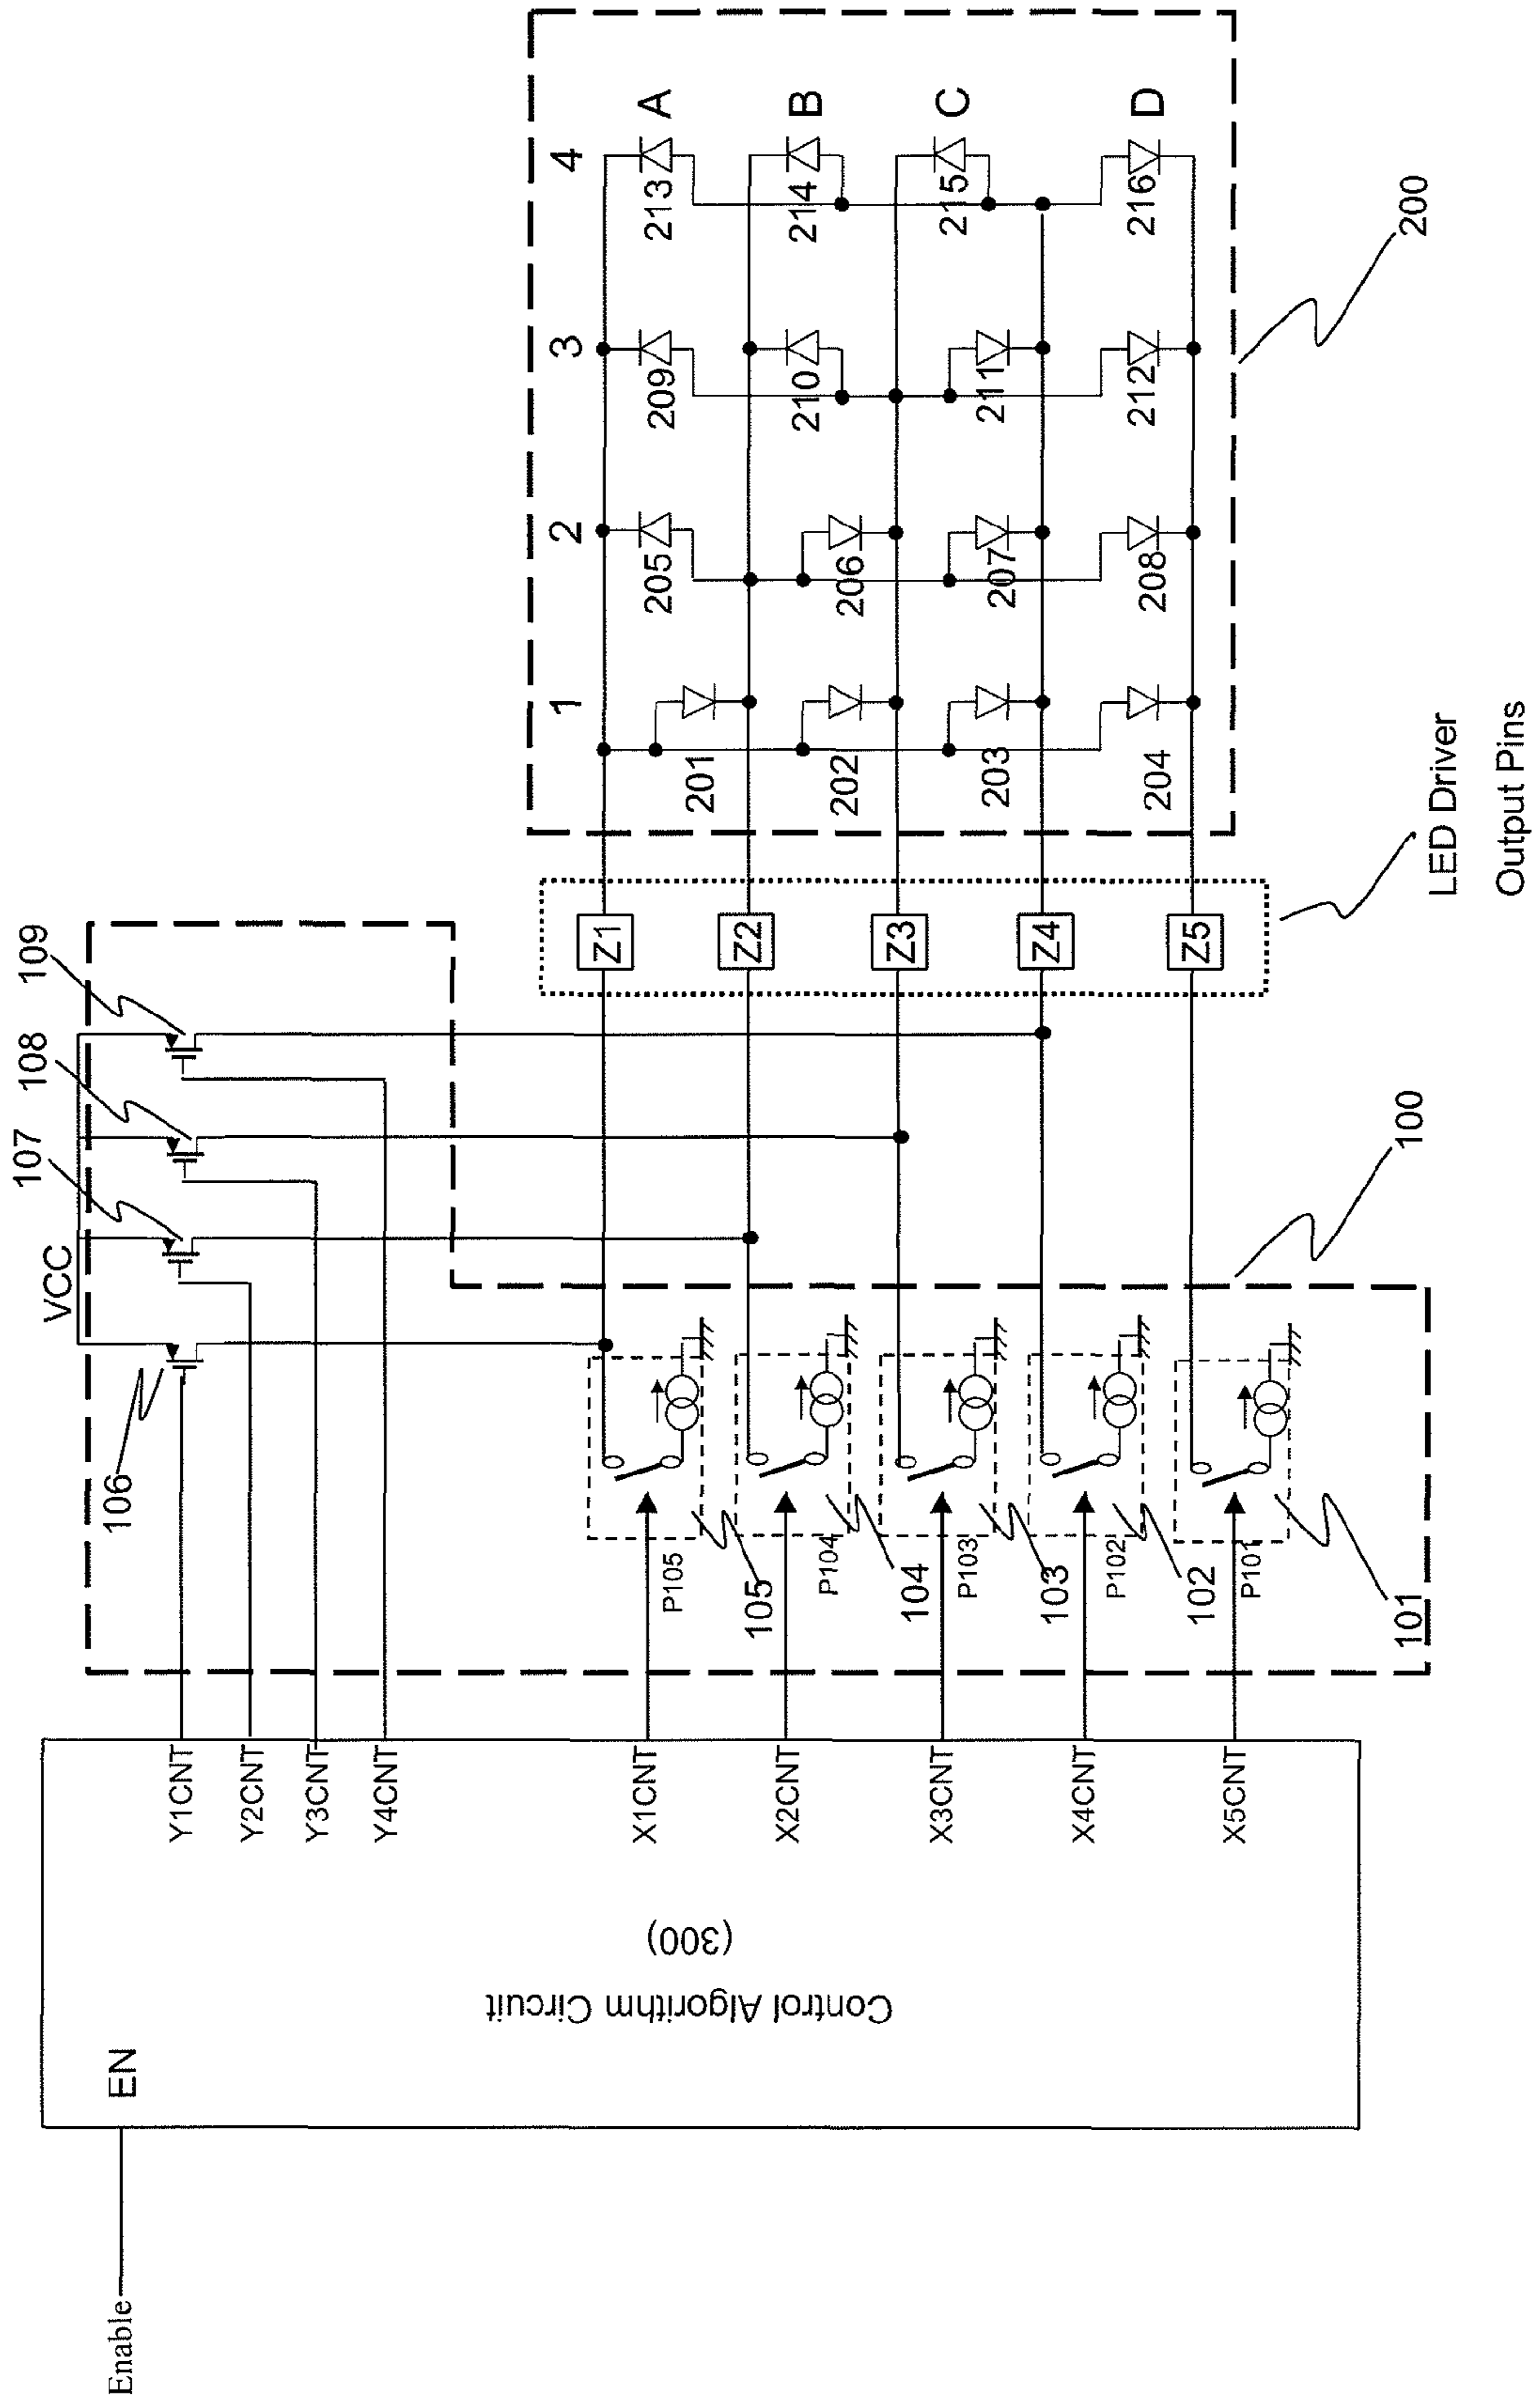 Enable
EN
Control Algorithm Circuit
(300)
Y1CNT
Y2CNT
Y3CNT
Y4CNT
X1CNT
X2CNT
X3CNT
X4CNT
X5CNT
VCC
106
107
108
109
P105
105
P104
104
P103
103
P102
102
P101
101
100
Z1
Z2
Z3
Z4
Z5
LED Driver
Output Pins
1
2
3
4
A
B
C
D
201
205
209
213
202
206
210
214
203
207
211
215
204
208
212
216
200